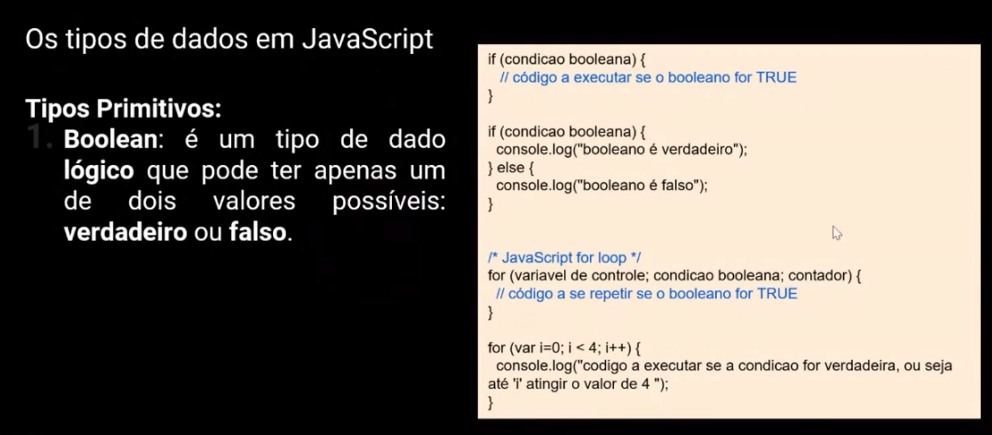 Os tipos de dados em JavaScript
Tipos Primitivos:
1. Boolean: é um tipo de dado
lógico que pode ter apenas um
de dois valores possíveis:
verdadeiro ou falso.
if (condicao booleana) {
// código a executar se o booleano for TRUE
}
if (condicao booleana) {
console.log("booleano é verdadeiro");
} else {
console.log("booleano é falso");
}
/* JavaScript for loop */
for (variavel de controle; condicao booleana; contador) {
// código a se repetir se o booleano for TRUE
}
for (var i=0; i < 4; i++) {
console.log("codigo a executar se a condicao for verdadeira, ou seja
até 'i' atingir o valor de 4 ");
}